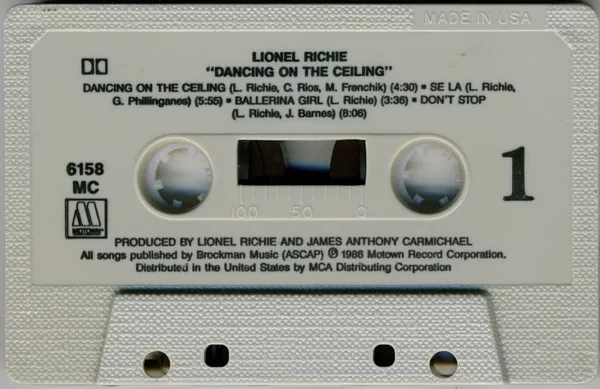 MADE IN USA
LIONEL RICHIE
"DANCING ON THE CEILING"
DANCING ON THE CEILING (L. Richie, C. Rios, M. Frenchik) (4:30) ▪ SE LA (L. Richie,
G. Phillinganes) (5:55) ▪ BALLERINA GIRL (L. Richie) (3:36) ▪ DON'T STOP
(L. Richie, J. Barnes) (8:06)
6158
MC
1
100 50 0
M
MOTOWN
PRODUCED BY LIONEL RICHIE AND JAMES ANTHONY CARMICHAEL
All songs published by Brockman Music (ASCAP) ℗ 1986 Motown Record Corporation.
Distributed in the United States by MCA Distributing Corporation